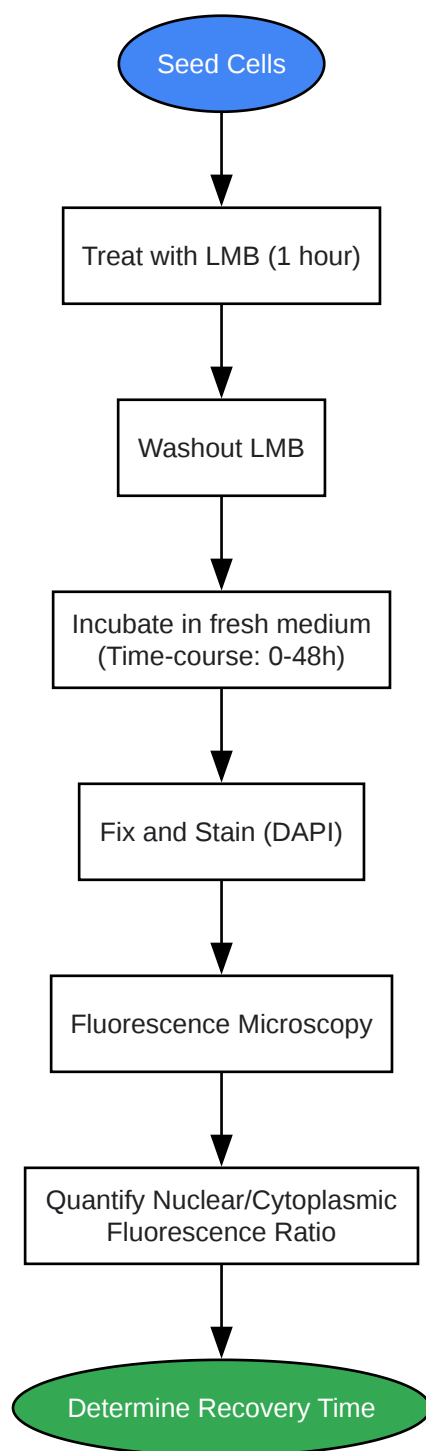 Seed Cells
Treat with LMB (1 hour)
Washout LMB
Incubate in fresh medium
(Time-course: 0-48h)
Fix and Stain (DAPI)
Fluorescence Microscopy
Quantify Nuclear/Cytoplasmic
Fluorescence Ratio
Determine Recovery Time